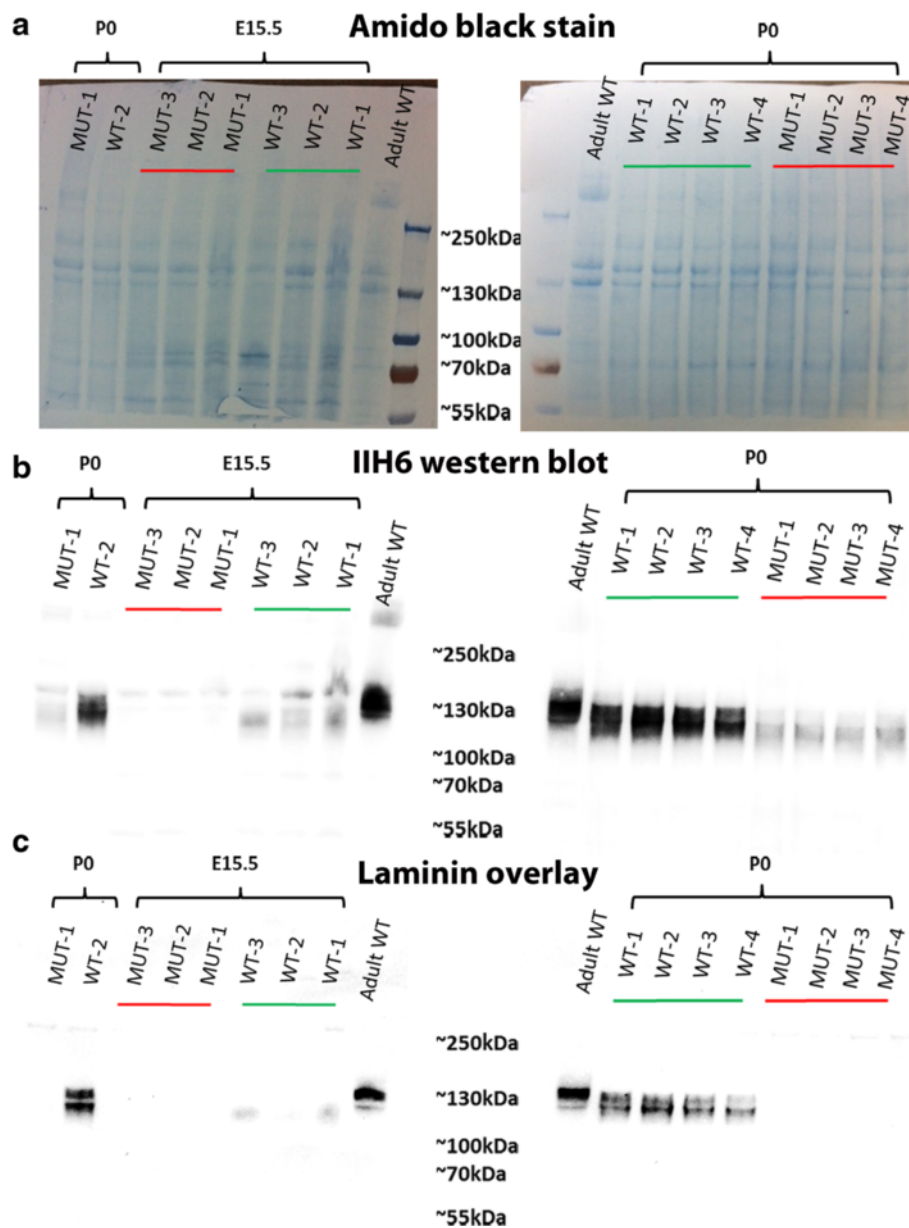 a
Amido black stain
P0
E15.5
P0
MUT-1
WT-2
MUT-3
MUT-2
MUT-1
WT-3
WT-2
WT-1
Adult WT
Adult WT
WT-1
WT-2
WT-3
WT-4
MUT-1
MUT-2
MUT-3
MUT-4
~250kDa
~130kDa
~100kDa
~70kDa
~55kDa
b
IIH6 western blot
P0
E15.5
P0
MUT-1
WT-2
MUT-3
MUT-2
MUT-1
WT-3
WT-2
WT-1
Adult WT
Adult WT
WT-1
WT-2
WT-3
WT-4
MUT-1
MUT-2
MUT-3
MUT-4
~250kDa
~130kDa
~100kDa
~70kDa
~55kDa
c
Laminin overlay
P0
E15.5
P0
MUT-1
WT-2
MUT-3
MUT-2
MUT-1
WT-3
WT-2
WT-1
Adult WT
Adult WT
WT-1
WT-2
WT-3
WT-4
MUT-1
MUT-2
MUT-3
MUT-4
~250kDa
~130kDa
~100kDa
~70kDa
~55kDa